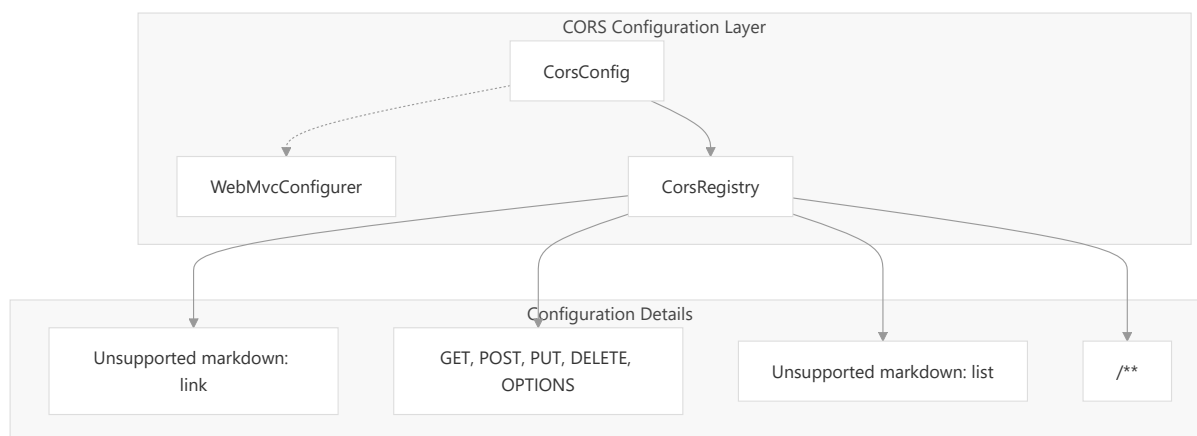 CORS Configuration Layer
CorsConfig
WebMvcConfigurer
CorsRegistry
Configuration Details
Unsupported markdown:
link
GET, POST, PUT, DELETE,
OPTIONS
Unsupported markdown: list
/**